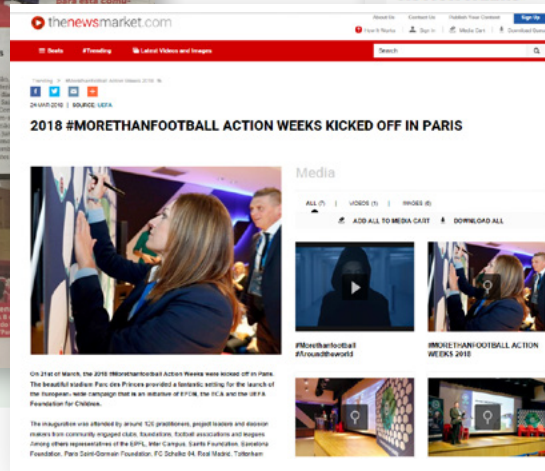 thenewsmarket.com
About Us Contact Us Publish Your Content Sign Up
How It Works Sign In Media Cart Download Queue
Beats #Trending Latest Videos and Images
Search
Trending > #Morethanfootball Action Weeks 2018
24-MAR-2018 | SOURCE: UEFA
2018 #MORETHANFOOTBALL ACTION WEEKS KICKED OFF IN PARIS
Media
ALL (7) | VIDEOS (1) | IMAGES (6)
ADD ALL TO MEDIA CART DOWNLOAD ALL
#Morethanfootball
#Aroundtheworld
#MORETHANFOOTBALL ACTION
WEEKS 2018
On 21st of March, the 2018 #Morethanfootball Action Weeks were kicked off in Paris.
The beautiful stadium Parc des Princes provided a fantastic setting for the launch of
the European-wide campaign that is an initiative of EFDN, the ECA and the UEFA
Foundation for Children.
The inauguration was attended by around 120 practitioners, project leaders and decision
makers from community engaged clubs, foundations, football associations and leagues.
Among others representatives of the EPFL, Inter Campus, Saints Foundation, Barcelona
Foundation, Paris Saint-Germain Foundation, FC Schalke 04, Real Madrid, Tottenham